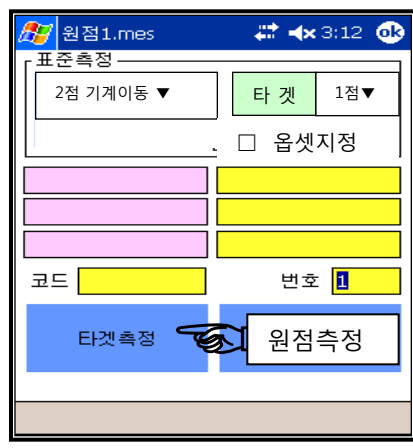 원점1.mes 3:12 ok
표준측정
2점 기계이동 ▼ 타 겟 1점▼
□ 옵셋지정
코드 번호 1
타겟측정 원점측정